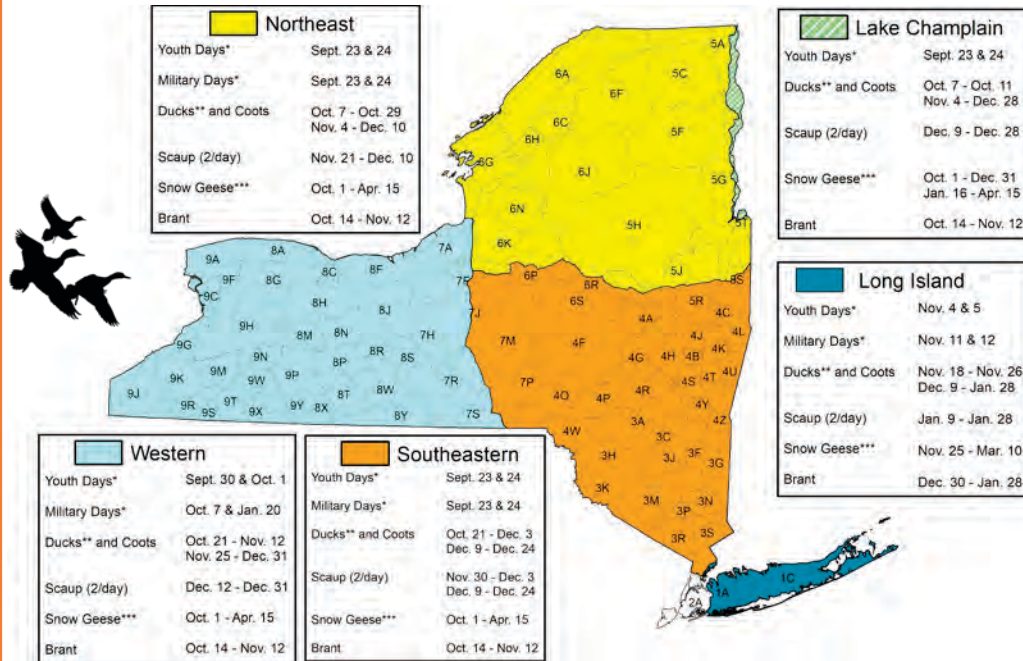 Northeast
Youth Days* Sept. 23 & 24
Military Days* Sept. 23 & 24
Ducks** and Coots Oct. 7 - Oct. 29
Nov. 4 - Dec. 10
Scaup (2/day) Nov. 21 - Dec. 10
Snow Geese*** Oct. 1 - Apr. 15
Brant Oct. 14 - Nov. 12
Lake Champlain
Youth Days* Sept. 23 & 24
Ducks** and Coots Oct. 7 - Oct. 11
Nov. 4 - Dec. 28
Scaup (2/day) Dec. 9 - Dec. 28
Snow Geese*** Oct. 1 - Dec. 31
Jan. 16 - Apr. 15
Brant Oct. 14 - Nov. 12
Long Island
Youth Days* Nov. 4 & 5
Military Days* Nov. 11 & 12
Ducks** and Coots Nov. 18 - Nov. 26
Dec. 9 - Jan. 28
Scaup (2/day) Jan. 9 - Jan. 28
Snow Geese*** Nov. 25 - Mar. 10
Brant Dec. 30 - Jan. 28
Western
Youth Days* Sept. 30 & Oct. 1
Military Days* Oct. 7 & Jan. 20
Ducks** and Coots Oct. 21 - Nov. 12
Nov. 25 - Dec. 31
Scaup (2/day) Dec. 12 - Dec. 31
Snow Geese*** Oct. 1 - Apr. 15
Brant Oct. 14 - Nov. 12
Southeastern
Youth Days* Sept. 23 & 24
Military Days* Sept. 23 & 24
Ducks** and Coots Oct. 21 - Dec. 3
Dec. 9 - Dec. 24
Scaup (2/day) Nov. 30 - Dec. 3
Dec. 9 - Dec. 24
Snow Geese*** Oct. 1 - Apr. 15
Brant Oct. 14 - Nov. 12
5A
6A 5C
6F
6C
6H 5F
6G 6J
5G
6N
5H
6K
5J
6P 6R
6S 5R
4C
4A
7J 4L
7M 4F 4J
4K
4G 4H 4B
4U
7P 4S 4T
4O 4P 4R
4Y
3A 4Z
4W 3C
3H 3J 3F
3G
3K
3M 3N
3P
3R 3S
9A 8A 7A
9F 8G 8C 8F
9C
8H 8J
9H 8M 8N 7H
9G
9N 8P 8R 8S
9K 9M 9W 9P
9J 8T 8W 7R
9R 9S 9T 9X 9Y 8X 8Y 7S
2A 1A 1C